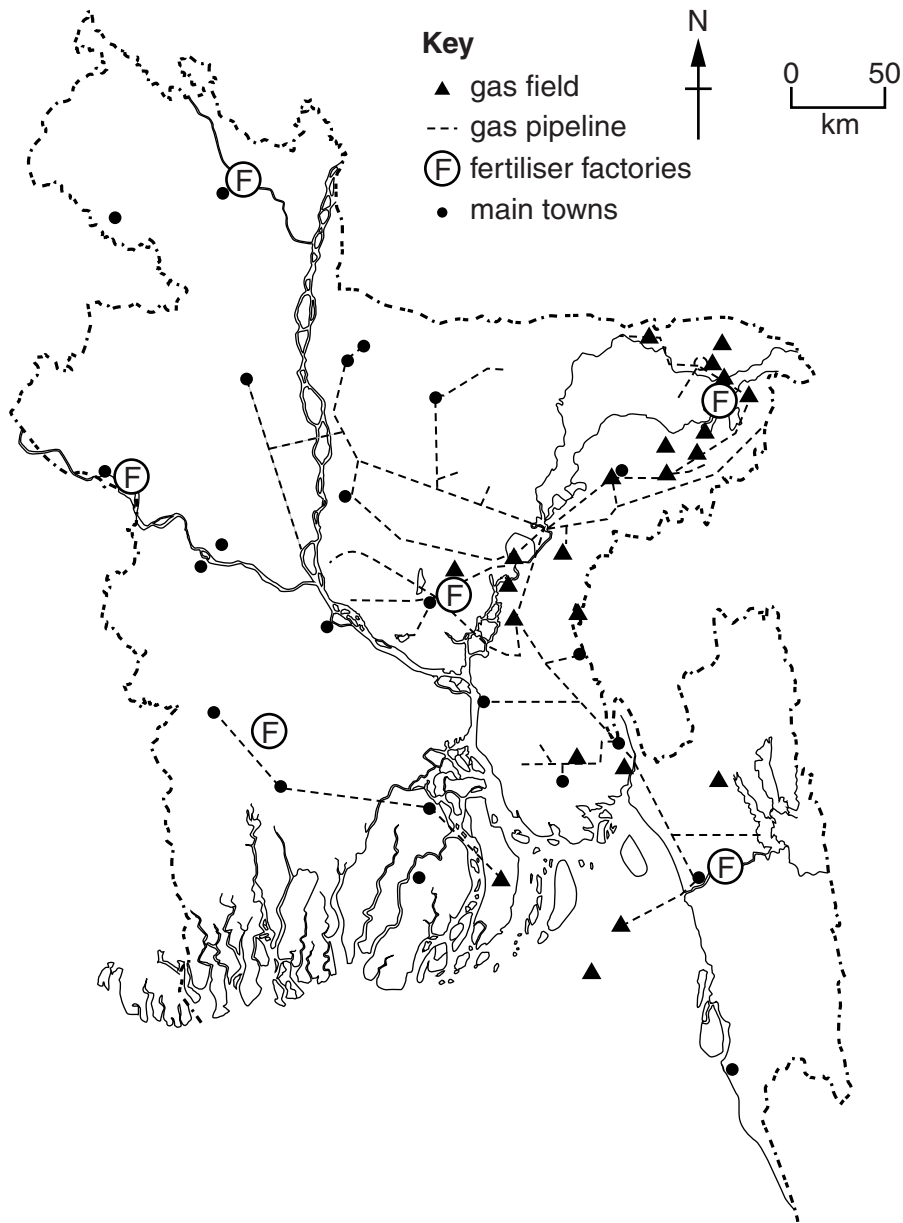 Key
gas field
gas pipeline
F fertiliser factories
main towns
N
0 50
km
F
F
F
F
F
F